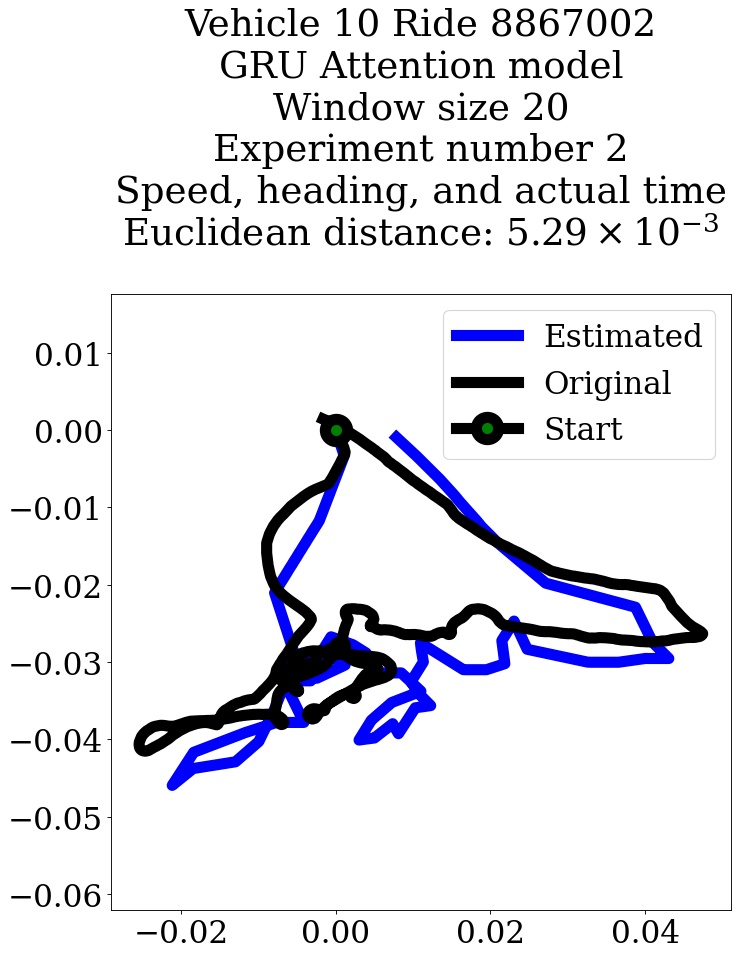 Vehicle 10 Ride 8867002
GRU Attention model
Window size 20
Experiment number 2
Speed, heading, and actual time
Euclidean distance: 5.29 × 10⁻³
Estimated
Original
Start
0.01
0.00
−0.01
−0.02
−0.03
−0.04
−0.05
−0.06
−0.02 0.00 0.02 0.04